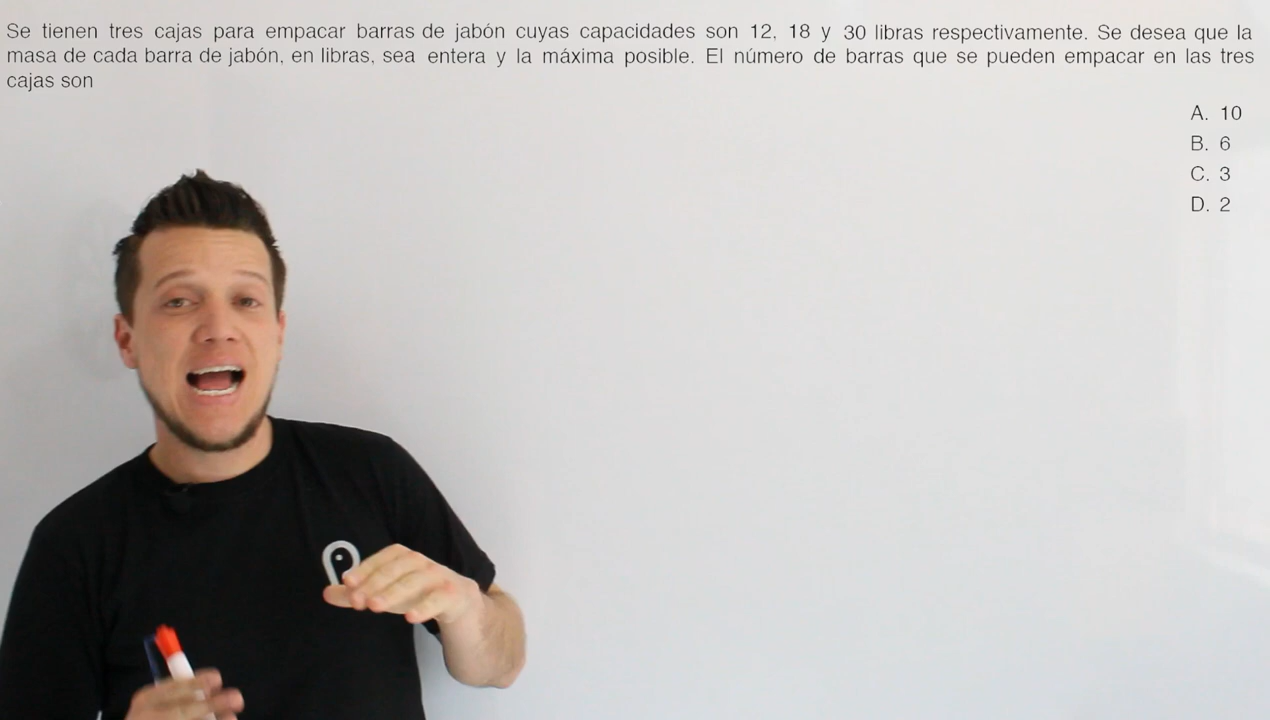 Se tienen tres cajas para empacar barras de jabón cuyas capacidades son 12, 18 y 30 libras respectivamente. Se desea que la
masa de cada barra de jabón, en libras, sea entera y la máxima posible. El número de barras que se pueden empacar en las tres
cajas son
A. 10
B. 6
C. 3
D. 2